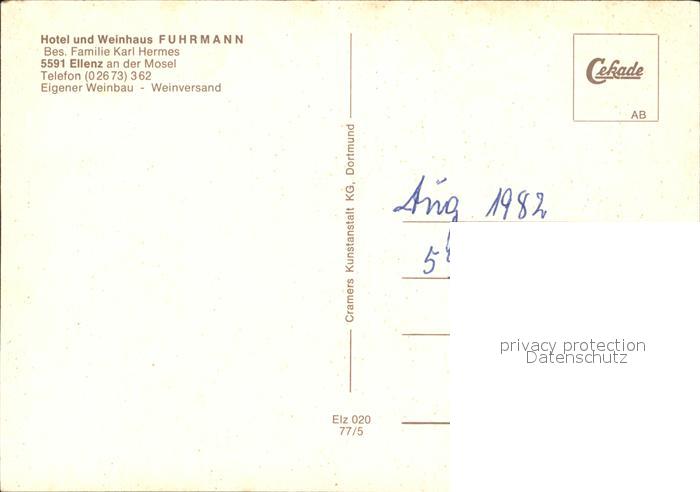 Hotel und Weinhaus FUHRMANN
Bes. Familie Karl Hermes
5591 Ellenz an der Mosel
Telefon (02673) 362
Eigener Weinbau - Weinversand
Cramers Kunstanstalt KG, Dortmund
Elz 020
77/5
Cekade
AB
Aug 1982
5
privacy protection
Datenschutz